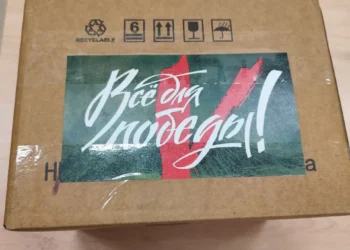 RECYCLABLE
6
Всё для
победы!
Н
а